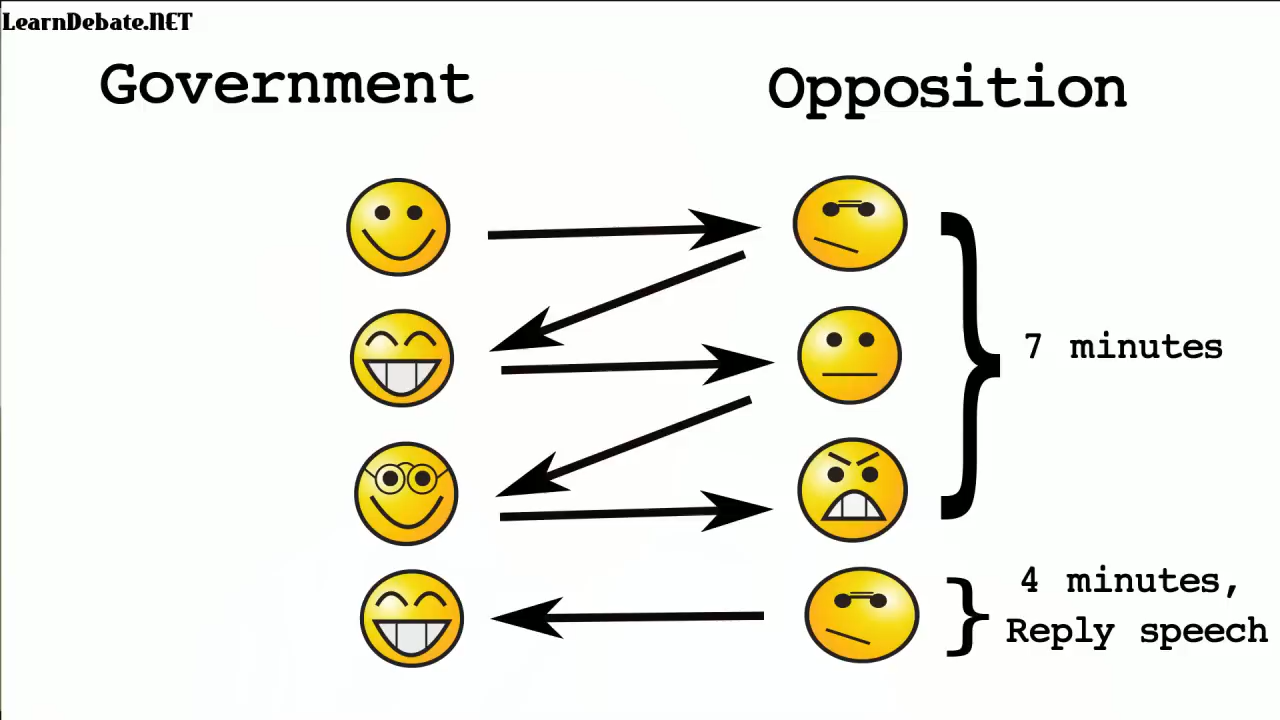 LearnDebate.NET
Government
Opposition
7 minutes
4 minutes,
Reply speech